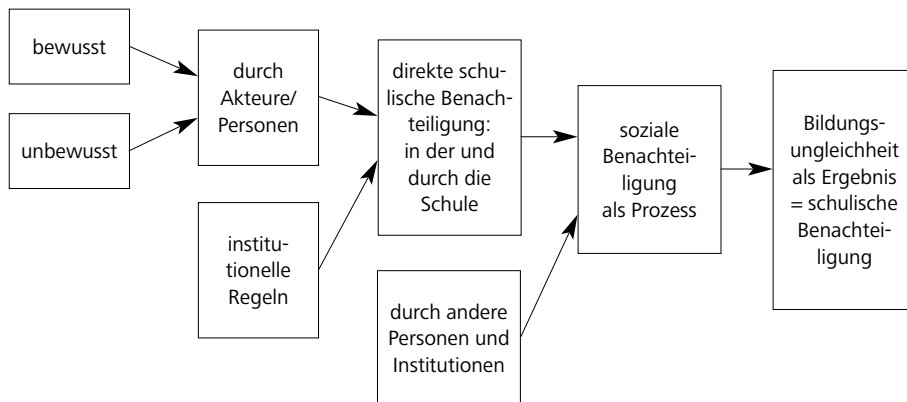 bewusst
unbewusst
durch
Akteure/
Personen
institu-
tionelle
Regeln
direkte schu-
lische Benach-
teiligung:
in der und
durch die
Schule
durch andere
Personen und
Institutionen
soziale
Benachtei-
ligung
als Prozess
Bildungs-
ungleichheit
als Ergebnis
= schulische
Benachtei-
ligung